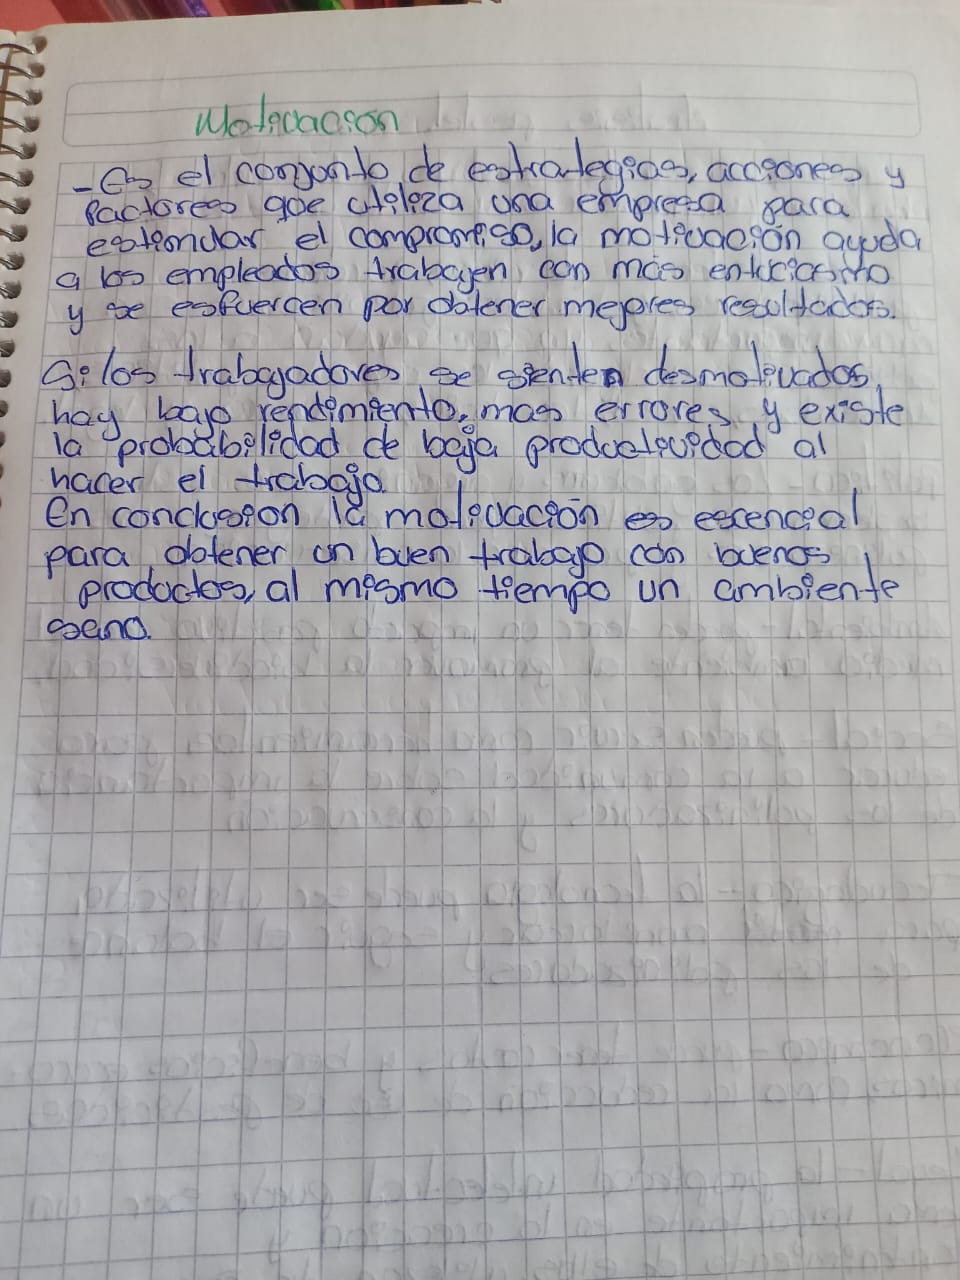 Motivacion
- Es el conjunto de estrategias, acciones y
factores que utiliza una empresa para
estiondar el compromiso, la motivación ayuda
a los empleados trabajen con más enticiasmo
y se esfuercen por obtener mejores resultados.
Si los trabajadores se sienten desmotivados,
hay bajo rendimiento, mas errores y existe
la probabilidad de baja productividad al
hacer el trabajo.
En conclusion la motivación es escencial
para obtener un buen trabajo con buenos
productos, al mismo tiempo un ambiente
sano.